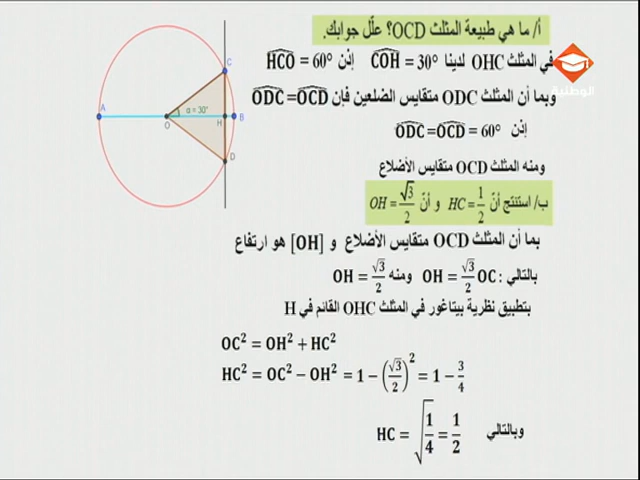 أ/ ما هي طبيعة المثلث OCD؟ علّل جوابك.
في المثلث OHC لدينا COH = 30° إذن HCO = 60°
وبما أن المثلث ODC متقايس الضلعين فإن ODC = OCD
إذن ODC = OCD = 60°
ومنه المثلث OCD متقايس الأضلاع
ب/ استنتج أنّ HC = 1/2 و أنّ OH = √3/2
بما أن المثلث OCD متقايس الأضلاع و [OH] هو ارتفاع
بالتالي : OH = √3/2 OC ومنه OH = √3/2
بتطبيق نظرية بيتاغور في المثلث OHC القائم في H
OC² = OH² + HC²
HC² = OC² − OH² = 1 − (√3/2)² = 1 − 3/4
وبالتالي HC = √(1/4) = 1/2
C
α = 30°
A
O
H
B
D
الوطنية